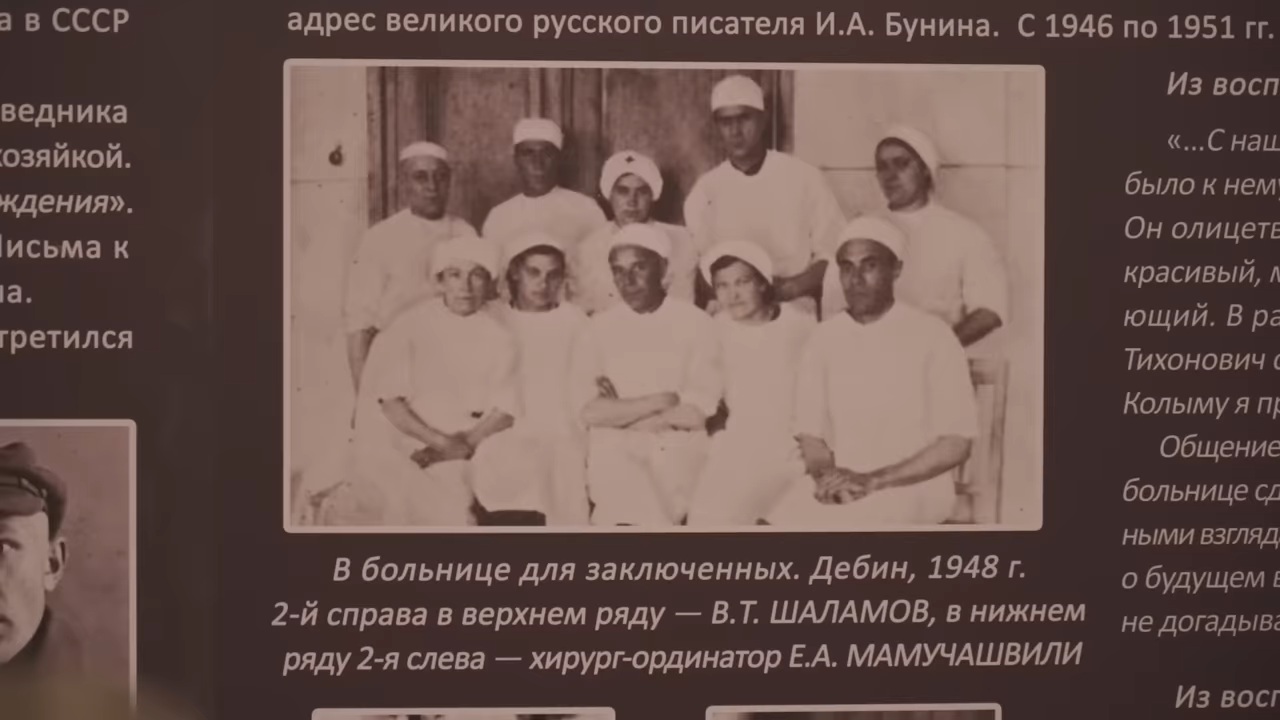 а в СССР
ведника
хозяйкой.
ждения».
Письма к
на.
третился
адрес великого русского писателя И.А. Бунина. С 1946 по 1951 гг.
В больнице для заключенных. Дебин, 1948 г.
2-й справа в верхнем ряду — В.Т. ШАЛАМОВ, в нижнем
ряду 2-я слева — хирург-ординатор Е.А. МАМУЧАШВИЛИ
Из восп
«...С наш
было к нему
Он олицетв
красивый, м
ющий. В ра
Тихонович с
Колыму я пр
Общение
больнице сд
ными взгляд
о будущем в
не догадыва
Из восп